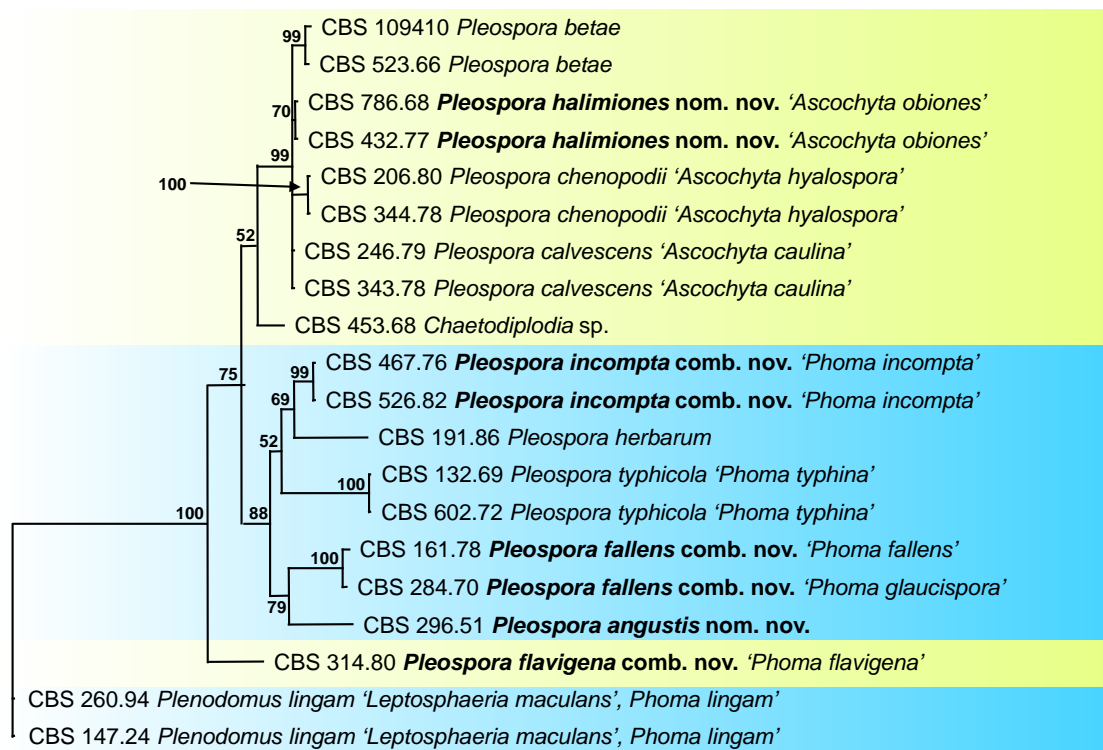 CBS 109410 Pleospora betae
99
CBS 523.66 Pleospora betae
CBS 786.68 Pleospora halimiones nom. nov. ‘Ascochyta obiones’
70
CBS 432.77 Pleospora halimiones nom. nov. ‘Ascochyta obiones’
99
CBS 206.80 Pleospora chenopodii ‘Ascochyta hyalospora’
100
CBS 344.78 Pleospora chenopodii ‘Ascochyta hyalospora’
52
CBS 246.79 Pleospora calvescens ‘Ascochyta caulina’
CBS 343.78 Pleospora calvescens ‘Ascochyta caulina’
CBS 453.68 Chaetodiplodia sp.
75
CBS 467.76 Pleospora incompta comb. nov. ‘Phoma incompta’
99
CBS 526.82 Pleospora incompta comb. nov. ‘Phoma incompta’
69
CBS 191.86 Pleospora herbarum
52
CBS 132.69 Pleospora typhicola ‘Phoma typhina’
100
CBS 602.72 Pleospora typhicola ‘Phoma typhina’
100
88
CBS 161.78 Pleospora fallens comb. nov. ‘Phoma fallens’
100
CBS 284.70 Pleospora fallens comb. nov. ‘Phoma glaucispora’
79
CBS 296.51 Pleospora angustis nom. nov.
CBS 314.80 Pleospora flavigena comb. nov. ‘Phoma flavigena’
CBS 260.94 Plenodomus lingam ‘Leptosphaeria maculans’, Phoma lingam’
CBS 147.24 Plenodomus lingam ‘Leptosphaeria maculans’, Phoma lingam’